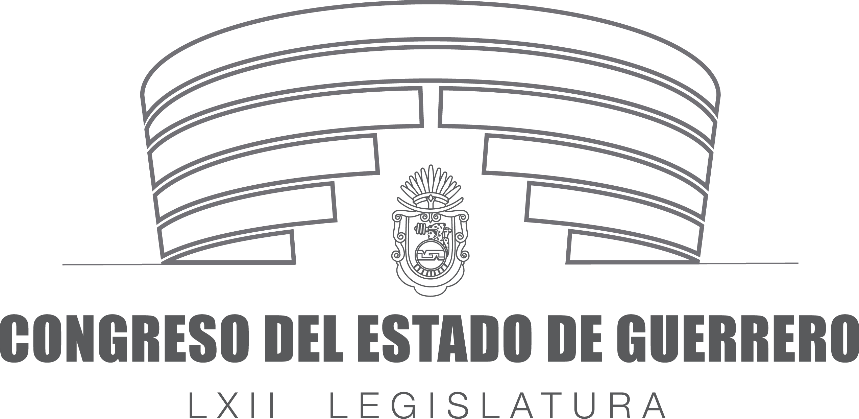 CONGRESO DEL ESTADO DE GUERRERO
LXII LEGISLATURA